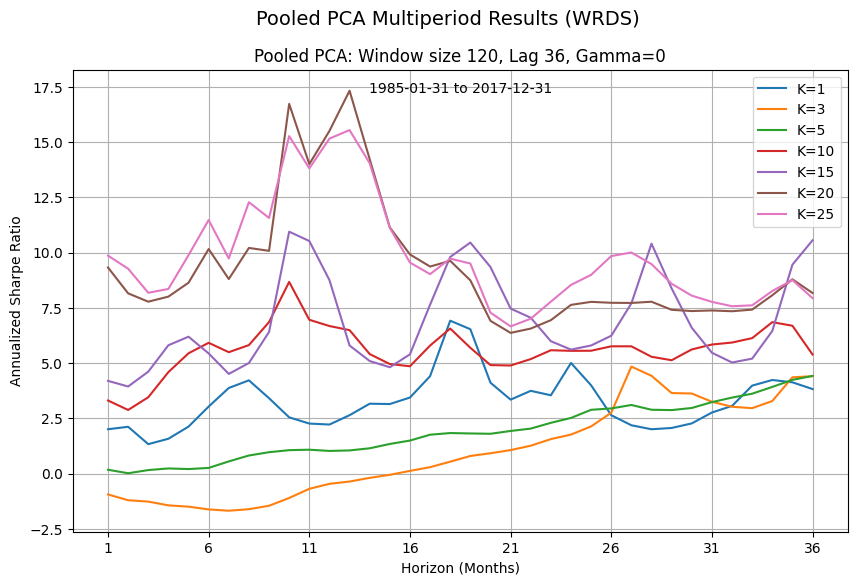 Pooled PCA Multiperiod Results (WRDS)
Pooled PCA: Window size 120, Lag 36, Gamma=0
1985-01-31 to 2017-12-31
K=1
K=3
K=5
K=10
K=15
K=20
K=25
Annualized Sharpe Ratio
17.5
15.0
12.5
10.0
7.5
5.0
2.5
0.0
−2.5
1 6 11 16 21 26 31 36
Horizon (Months)